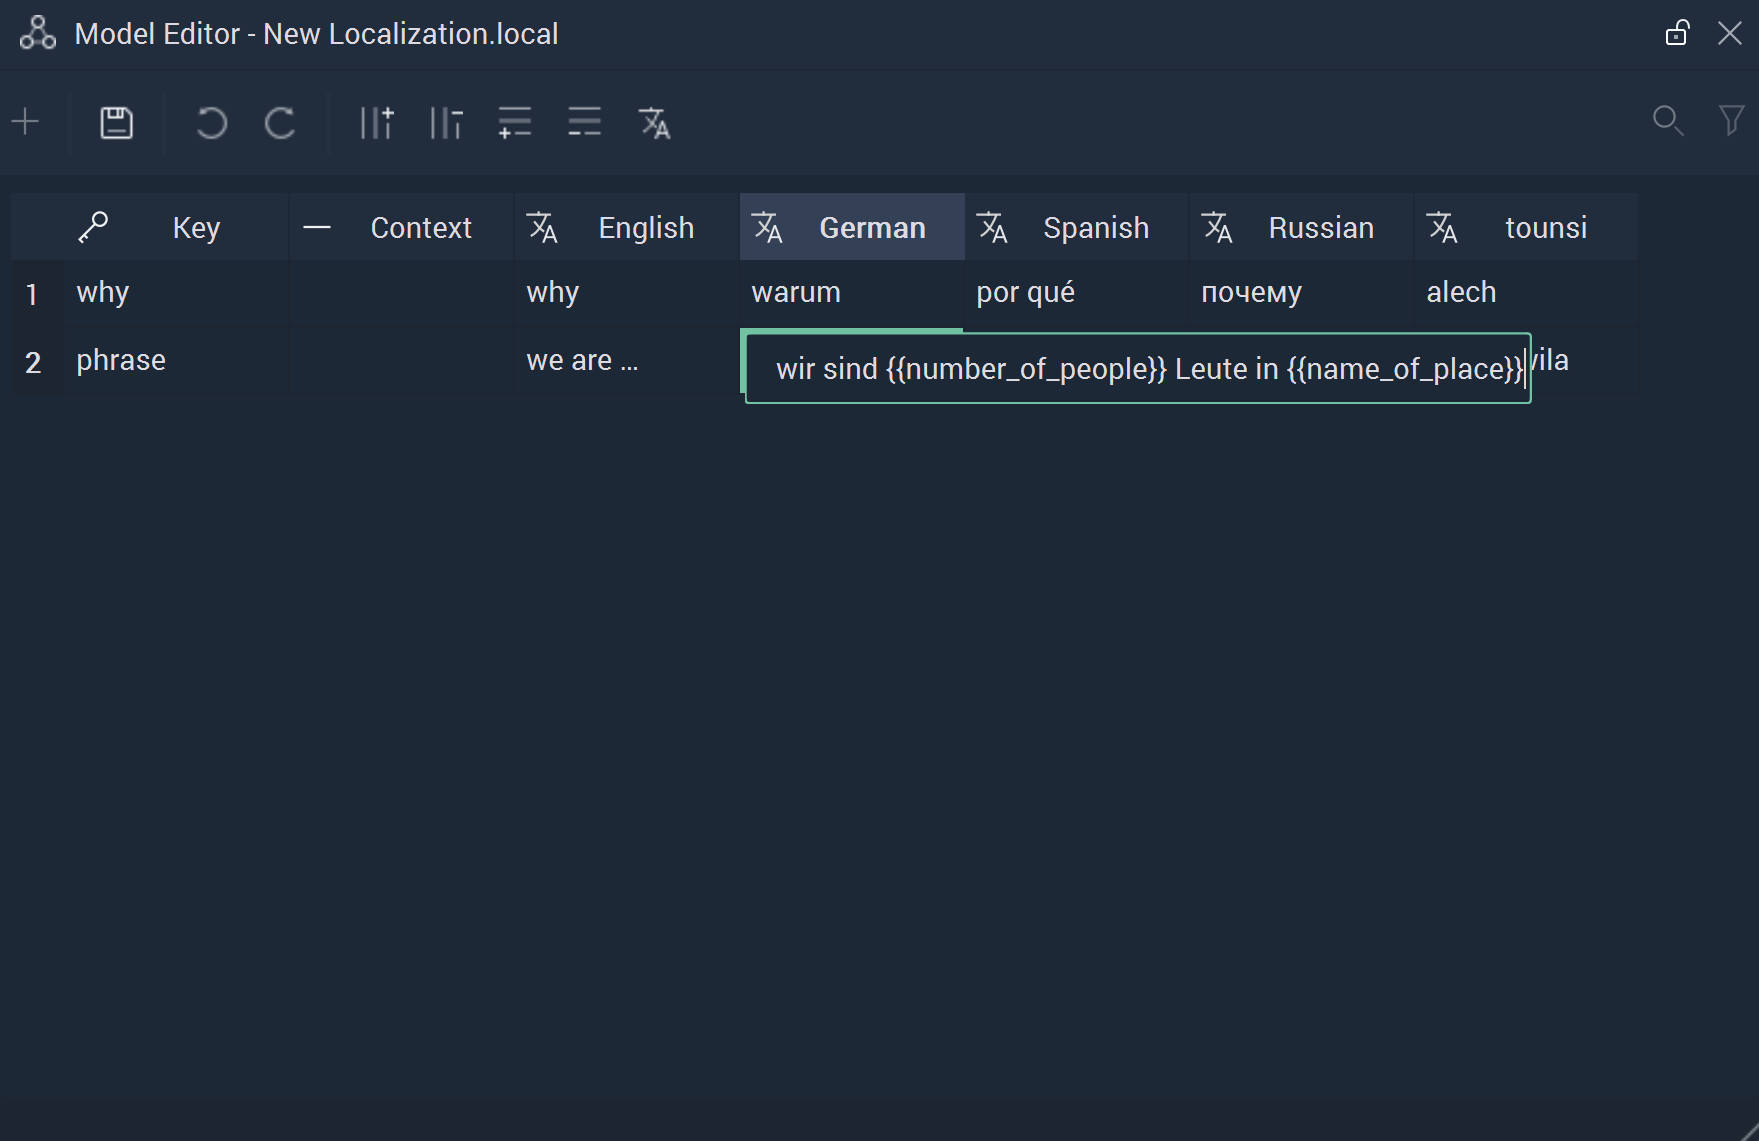 Model Editor - New Localization.local
Key Context English German Spanish Russian tounsi
1 why why warum por qué почему alech
2 phrase we are ... wir sind {{number_of_people}} Leute in {{name_of_place}}